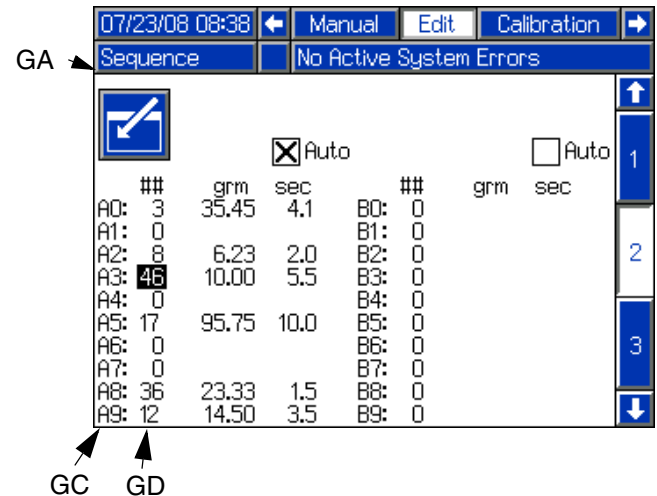 07/23/08 08:38 Manual Edit Calibration
GA Sequence No Active System Errors
Auto Auto 1
## grm sec ## grm sec
A0: 3 35.45 4.1 B0: 0
A1: 0 B1: 0
A2: 8 6.23 2.0 B2: 0 2
A3: 46 10.00 5.5 B3: 0
A4: 0 B4: 0
A5: 17 95.75 10.0 B5: 0
A6: 0 B6: 0 3
A7: 0 B7: 0
A8: 36 23.33 1.5 B8: 0
A9: 12 14.50 3.5 B9: 0
GC GD